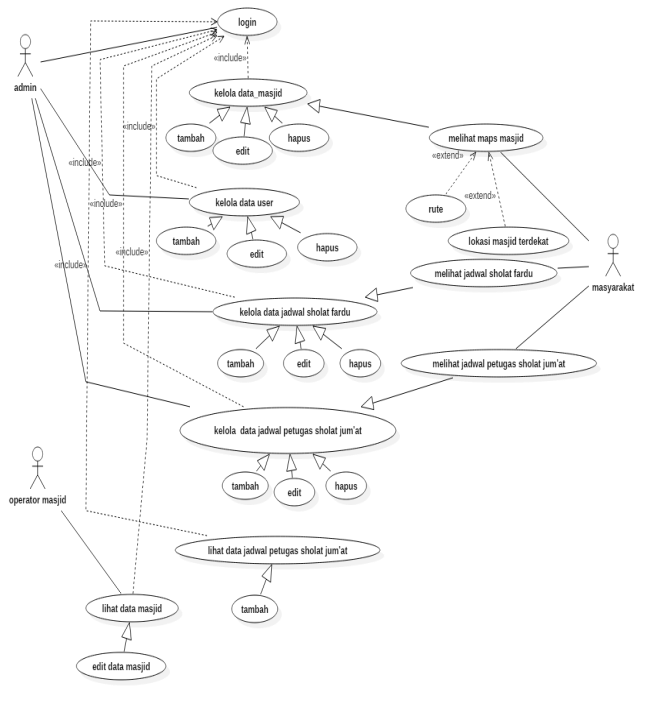 login
admin
«include»
kelola data_masjid
tambah
edit
hapus
«include»
melihat maps masjid
«extend»
«include»
kelola data user
«include»
rute
«extend»
tambah
edit
hapus
«include»
lokasi masjid terdekat
masyarakat
«include»
melihat jadwal sholat fardu
kelola data jadwal sholat fardu
tambah
edit
hapus
melihat jadwal petugas sholat jum'at
kelola  data jadwal petugas sholat jum'at
tambah
edit
hapus
operator masjid
lihat data jadwal petugas sholat jum'at
tambah
lihat data masjid
edit data masjid